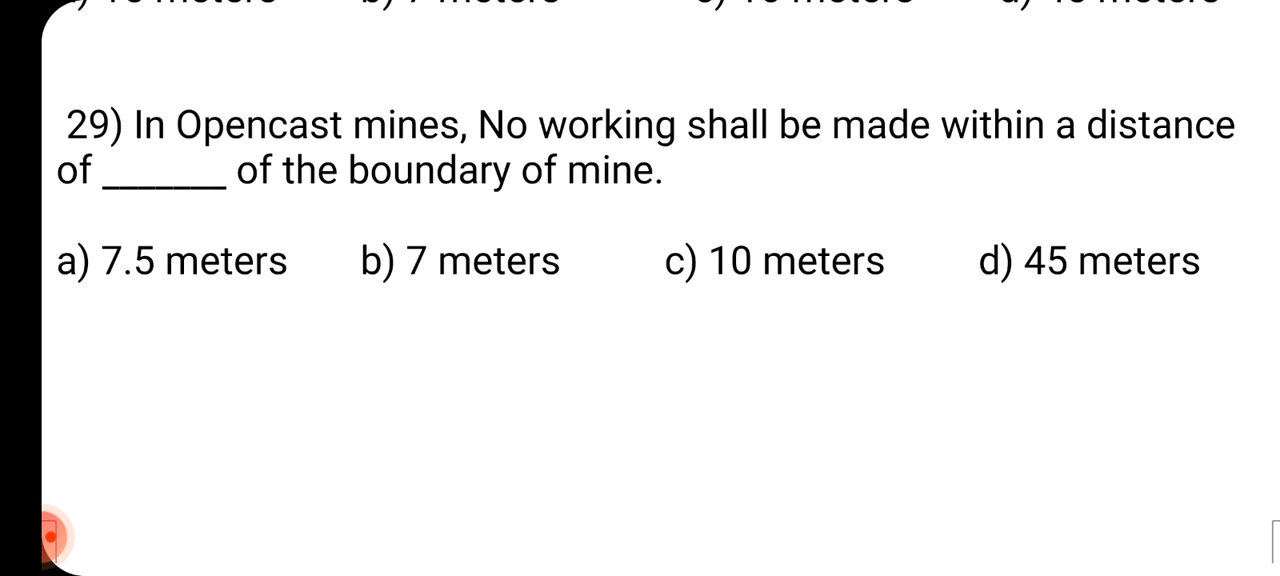 29) In Opencast mines, No working shall be made within a distance
of _______ of the boundary of mine.
a) 7.5 meters b) 7 meters c) 10 meters d) 45 meters